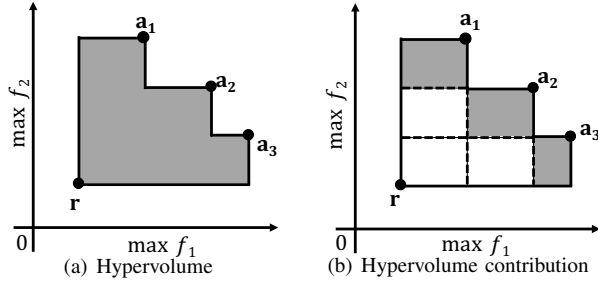 a₁
a₂
a₃
r
max f₂
0
max f₁
(a) Hypervolume
a₁
a₂
a₃
r
max f₂
0
max f₁
(b) Hypervolume contribution